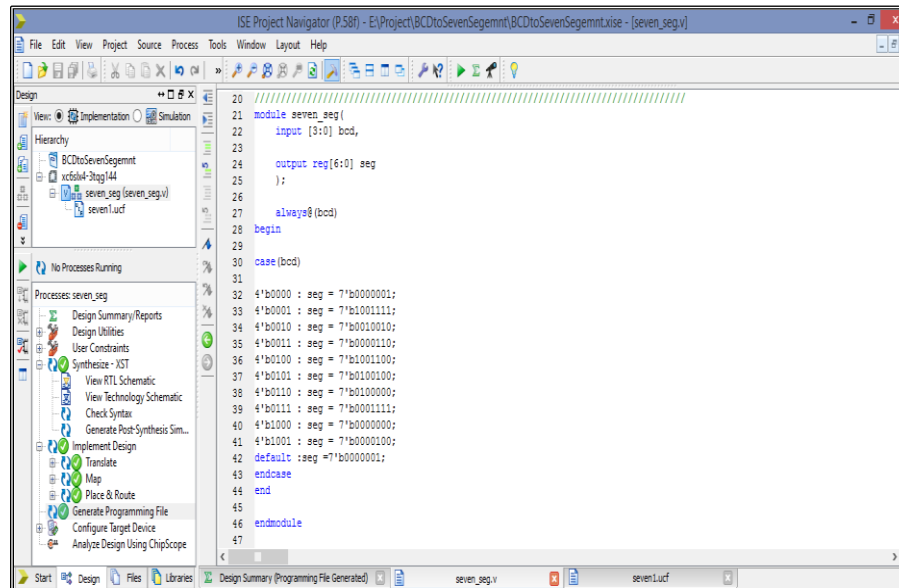 ISE Project Navigator (P.58f) - E:\Project\BCDtoSevenSegemnt\BCDtoSevenSegemnt.xise - [seven_seg.v]
File Edit View Project Source Process Tools Window Layout Help
Design
View: Implementation Simulation
Hierarchy
BCDtoSevenSegemnt
xc6slx4-3tqg144
seven_seg (seven_seg.v)
seven1.ucf
No Processes Running
Processes: seven_seg
Design Summary/Reports
Design Utilities
User Constraints
Synthesize - XST
View RTL Schematic
View Technology Schematic
Check Syntax
Generate Post-Synthesis Sim...
Implement Design
Translate
Map
Place & Route
Generate Programming File
Configure Target Device
Analyze Design Using ChipScope
20 //////////////////////////////////////////////////////////////////////////////////
21 module seven_seg(
22 input [3:0] bcd,
23
24 output reg[6:0] seg
25 );
26
27 always@(bcd)
28 begin
29
30 case(bcd)
31
32 4'b0000 : seg = 7'b0000001;
33 4'b0001 : seg = 7'b1001111;
34 4'b0010 : seg = 7'b0010010;
35 4'b0011 : seg = 7'b0000110;
36 4'b0100 : seg = 7'b1001100;
37 4'b0101 : seg = 7'b0100100;
38 4'b0110 : seg = 7'b0100000;
39 4'b0111 : seg = 7'b0001111;
40 4'b1000 : seg = 7'b0000000;
41 4'b1001 : seg = 7'b0000100;
42 default :seg =7'b0000001;
43 endcase
44 end
45
46 endmodule
47
Start Design Files Libraries Design Summary (Programming File Generated) seven_seg.v seven1.ucf